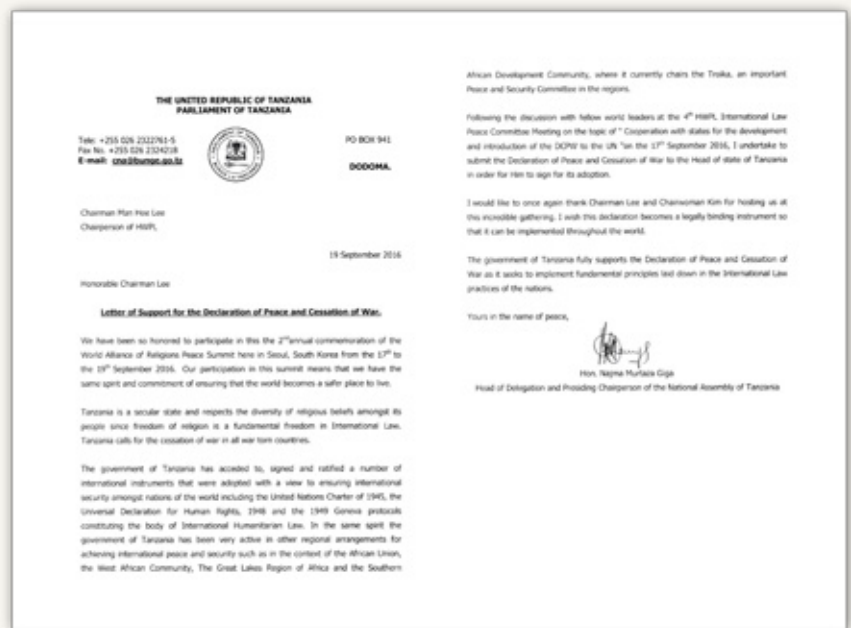 THE UNITED REPUBLIC OF TANZANIA
PARLIAMENT OF TANZANIA
Tele: +255 026 2322761-5
Fax No. +255 026 2324218
E-mail: cna@bunge.go.tz
PO BOX 941
DODOMA.
Chairman Man Hee Lee
Chairperson of HWPL
19 September 2016
Honorable Chairman Lee
Letter of Support for the Declaration of Peace and Cessation of War.
We have been so honored to participate in this the 2nd annual commemoration of the
World Alliance of Religions Peace Summit here in Seoul, South Korea from the 17th to
the 19th September 2016. Our participation in this summit means that we have the
same spirit and commitment of ensuring that the world becomes a safer place to live.
Tanzania is a secular state and respects the diversity of religious beliefs amongst its
people since freedom of religion is a fundamental freedom in International Law.
Tanzania calls for the cessation of war in all war torn countries.
The government of Tanzania has acceded to, signed and ratified a number of
international instruments that were adopted with a view to ensuring international
security amongst nations of the world including the United Nations Charter of 1945, the
Universal Declaration for Human Rights, 1948 and the 1949 Geneva protocols
constituting the body of International Humanitarian Law. In the same spirit the
government of Tanzania has been very active in other regional arrangements for
achieving international peace and security such as in the context of the African Union,
the West African Community, The Great Lakes Region of Africa and the Southern
African Development Community, where it currently chairs the Troika, an important
Peace and Security Committee in the regions.
Following the discussion with fellow world leaders at the 4th HWPL International Law
Peace Committee Meeting on the topic of " Cooperation with states for the development
and introduction of the DCPW to the UN "on the 17th September 2016, I undertake to
submit the Declaration of Peace and Cessation of War to the Head of state of Tanzania
in order for Him to sign for its adoption.
I would like to once again thank Chairman Lee and Chairwoman Kim for hosting us at
this incredible gathering. I wish this declaration becomes a legally binding instrument so
that it can be implemented throughout the world.
The government of Tanzania fully supports the Declaration of Peace and Cessation of
War as it seeks to implement fundamental principles laid down in the International Law
practices of the nations.
Yours in the name of peace,
Hon. Najma Murtaza Giga
Head of Delegation and Presiding Chairperson of the National Assembly of Tanzania